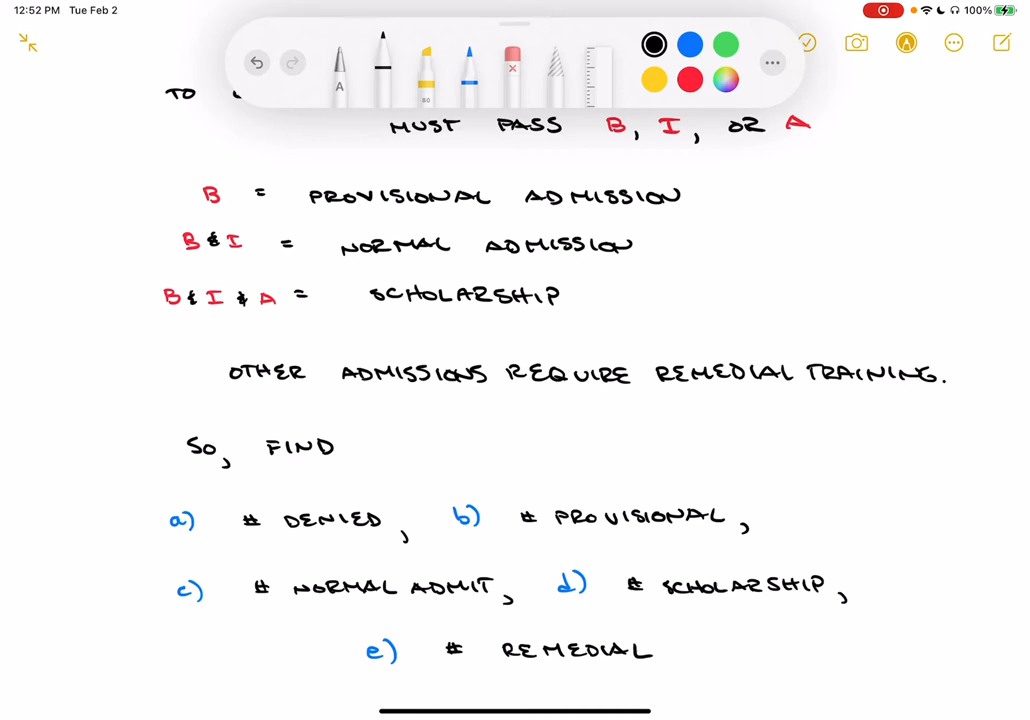 12:52 PM Tue Feb 2 100%
A
80
TO
MUST PASS B, I, OR A
B = PROVISIONAL ADMISSION
B & I = NORMAL ADMISSION
B & I & A = SCHOLARSHIP
OTHER ADMISSIONS REQUIRE REMEDIAL TRAINING.
SO, FIND
a) # DENIED, b) # PROVISIONAL,
c) # NORMAL ADMIT, d) # SCHOLARSHIP,
e) # REMEDIAL